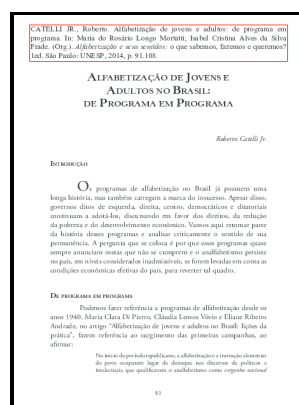 CATELLI JR., Roberto. Alfabetização de jovens e adultos: de programa em
programa. In: Maria do Rosário Longo Mortatti; Isabel Cristina Alves da Silva
Frade. (Org.). Alfabetização e seus sentidos: o que sabemos, fazemos e queremos?
1ed. São Paulo: UNESP, 2014, p. 91.108.
ALFABETIZAÇÃO DE JOVENS E
ADULTOS NO BRASIL:
DE PROGRAMA EM PROGRAMA
Roberto Catelli Jr.
INTRODUÇÃO
Os programas de alfabetização no Brasil já possuem uma
longa história, mas também carregam a marca do insucesso. Apesar disso,
governos ditos de esquerda, direita, centro, democráticos e ditatoriais
continuam a adotá-los, discursando em favor dos direitos, da redução
da pobreza e do desenvolvimento econômico. Vamos aqui retomar parte
da história desses programas e analisar criticamente o sentido de sua
permanência. A pergunta que se coloca é por que esses programas quase
sempre anunciam metas que não se cumprem e o analfabetismo persiste
no país, em níveis considerados inadmissíveis, se forem levadas em conta as
condições econômicas efetivas do país, para reverter tal quadro.
DE PROGRAMA EM PROGRAMA
Podemos fazer referência a programas de alfabetização desde os
anos 1940. Maria Clara Di Pierro, Cláudia Lemos Vóvio e Eliane Ribeiro
Andrade, no artigo "Alfabetização de jovens e adultos no Brasil: lições da
prática", fazem referência ao surgimento das primeiras campanhas, ao
afirmar:
No início do período republicano, a alfabetização e a instrução elementar
do povo ocuparam lugar de destaque nos discursos de políticos e
intelectuais, que qualificavam o analfabetismo como vergonha nacional
91